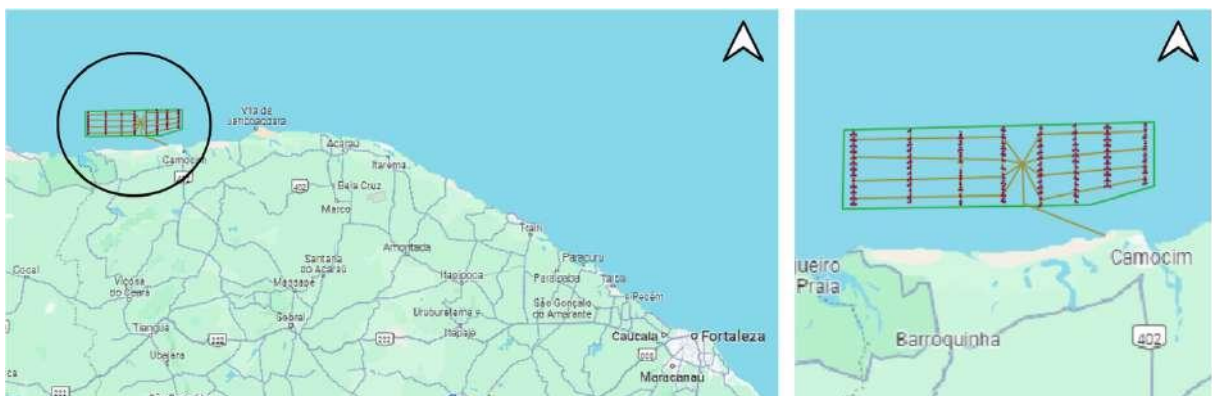 Vila de
Jericoacoara
Acaraú
Camocim
Itarema
402
Bela Cruz
Marco
Trairi
Amontada
Paracuru
Santana
do Acaraú
Cocal
Viçosa
do Ceará
Massapê
Itapipoca
Paraipaba
Taíba
Pecém
São Gonçalo
do Amarante
Sobral
Uruburetama
Tianguá
222
222
Itapajé
Caucaia
Fortaleza
Ubajara
Maracanaú
222
Camocim
ueiro
Praia
Barroquinha
402